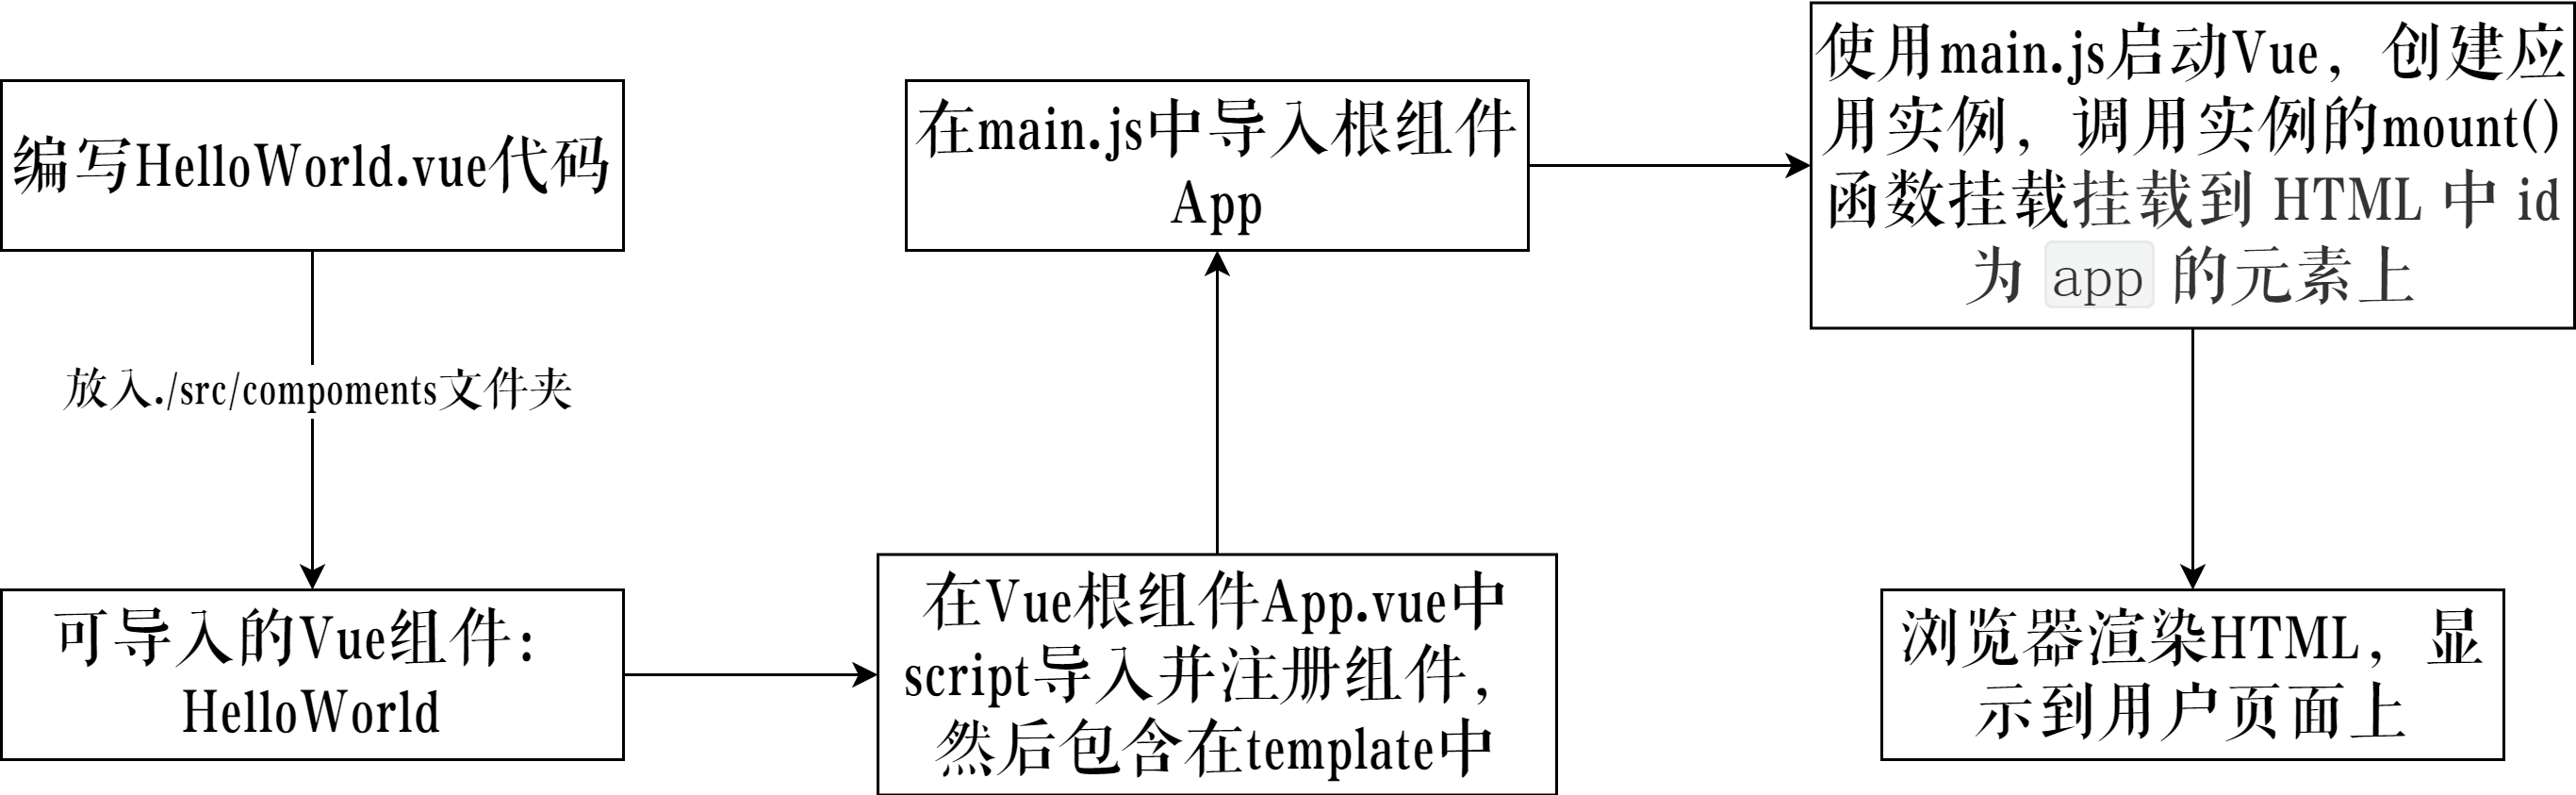 编写HelloWorld.vue代码
放入./src/compoments文件夹
可导入的Vue组件：
HelloWorld
在Vue根组件App.vue中
script导入并注册组件，
然后包含在template中
在main.js中导入根组件
App
使用main.js启动Vue，创建应
用实例，调用实例的mount()
函数挂载挂载到 HTML 中 id
为 app 的元素上
浏览器渲染HTML，显
示到用户页面上